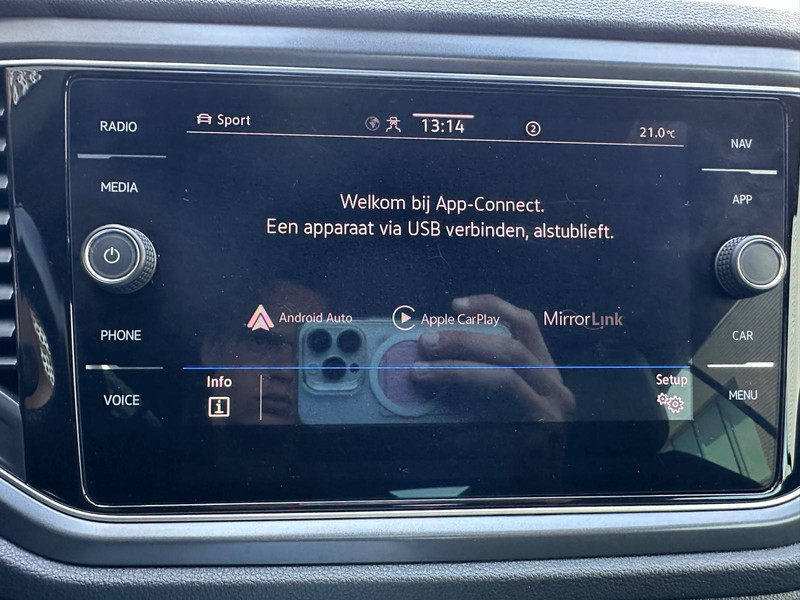 RADIO
MEDIA
PHONE
VOICE
Sport
13:14
2
21.0°C
Welkom bij App-Connect.
Een apparaat via USB verbinden, alstublieft.
Android Auto
Apple CarPlay
MirrorLink
Info
i
Setup
NAV
APP
CAR
MENU